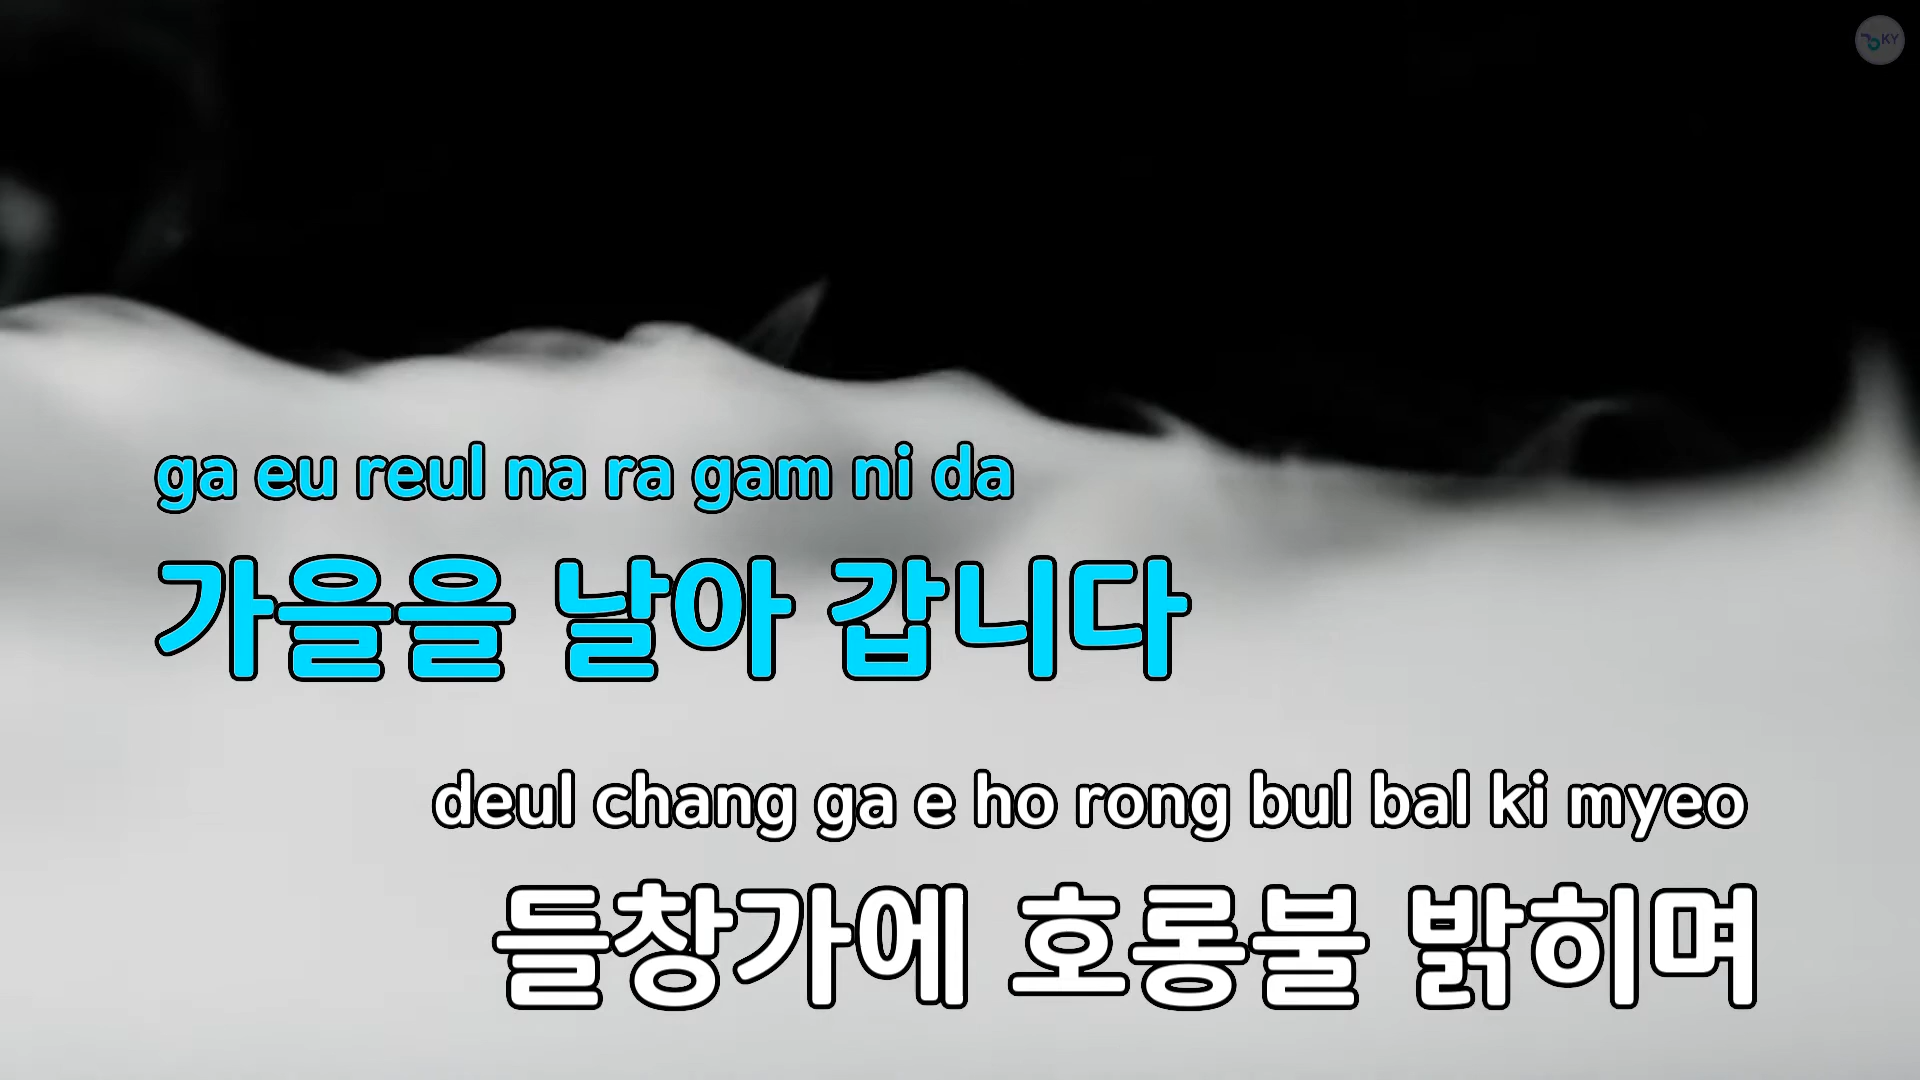 KY
ga eu reul na ra gam ni da
가을을 날아 갑니다
deul chang ga e ho rong bul bal ki myeo
들창가에 호롱불 밝히며